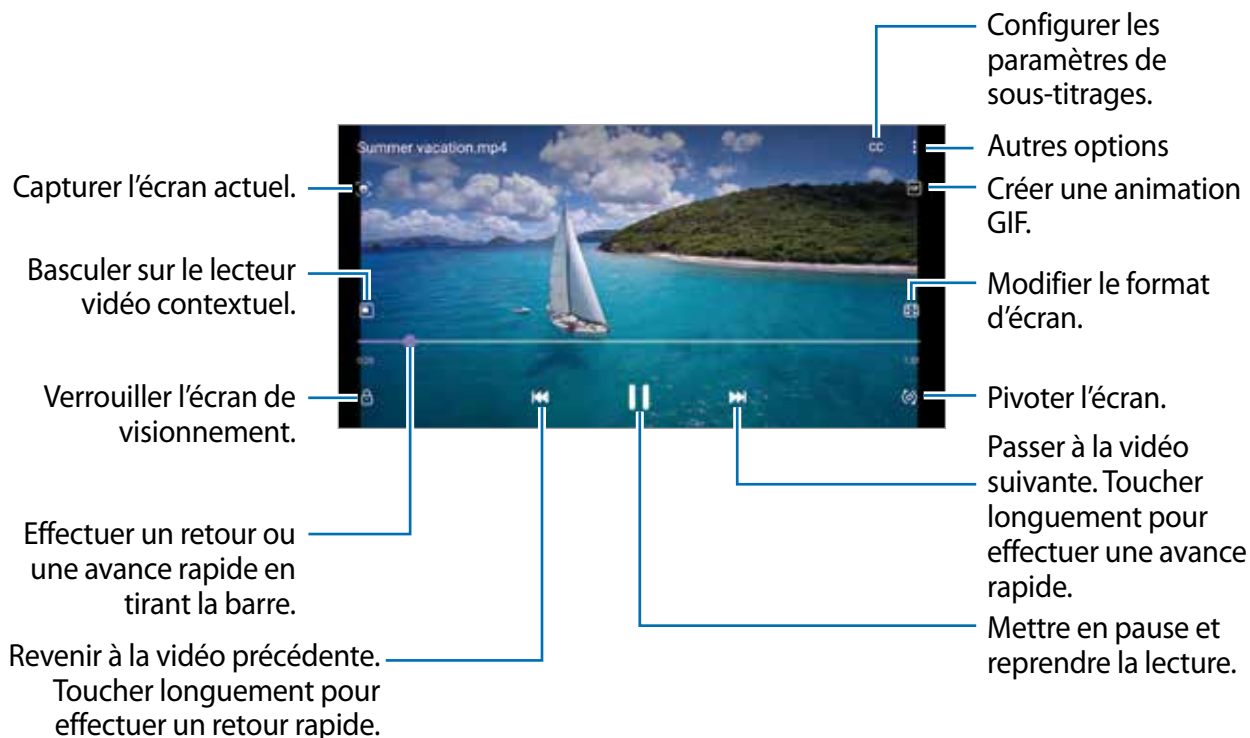 Configurer les
paramètres de
sous-titrages.
Summer vacation.mp4
CC
Autres options
Capturer l'écran actuel.
Créer une animation
GIF.
Basculer sur le lecteur
vidéo contextuel.
Modifier le format
d'écran.
Verrouiller l'écran de
visionnement.
Pivoter l'écran.
Passer à la vidéo
suivante. Toucher
longuement pour
effectuer une avance
rapide.
Effectuer un retour ou
une avance rapide en
tirant la barre.
Mettre en pause et
reprendre la lecture.
Revenir à la vidéo précédente.
Toucher longuement pour
effectuer un retour rapide.